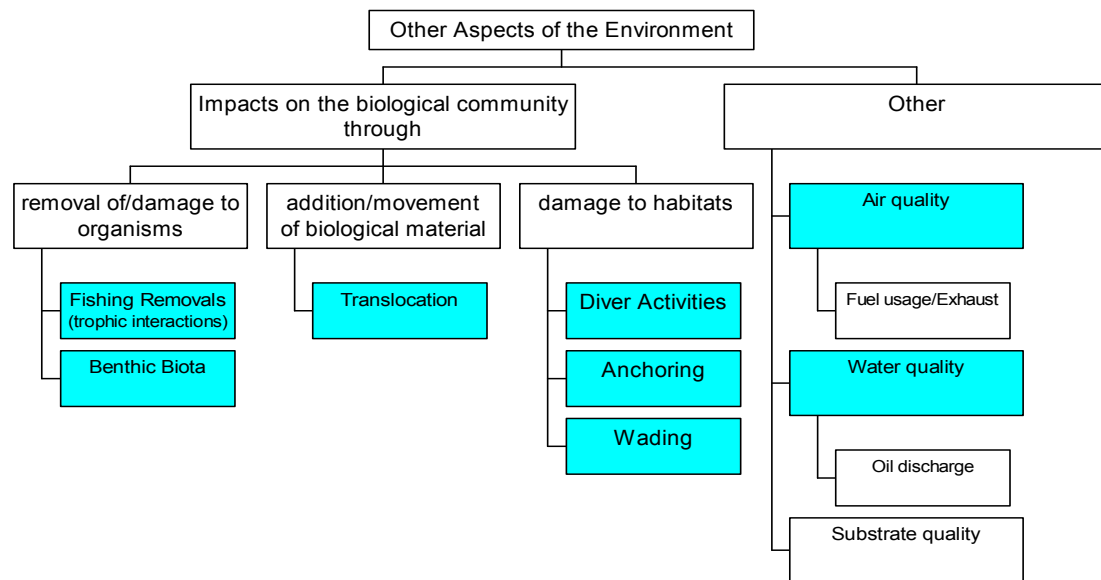 Other Aspects of the Environment
Impacts on the biological community
through
Other
removal of/damage to
organisms
addition/movement
of biological material
damage to habitats
Air quality
Fishing Removals
(trophic interactions)
Translocation
Diver Activities
Fuel usage/Exhaust
Benthic Biota
Anchoring
Water quality
Wading
Oil discharge
Substrate quality